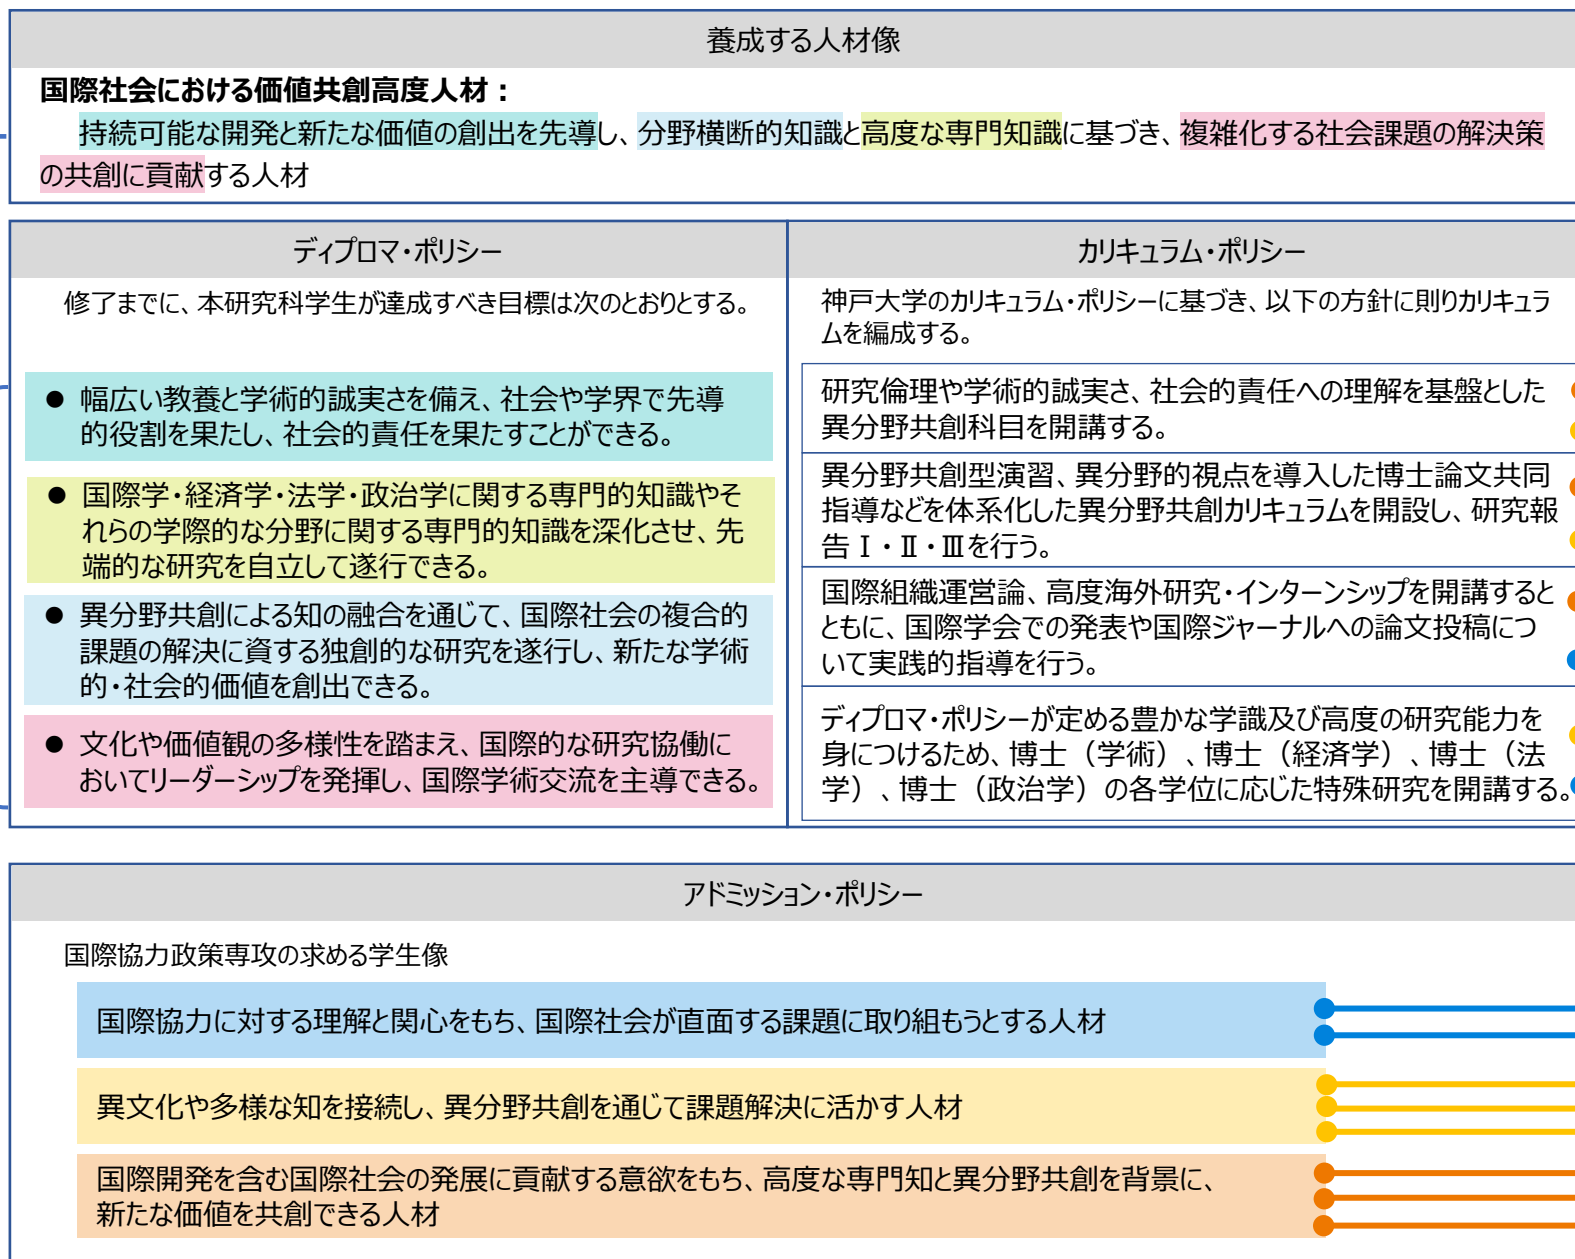 養成する人材像
国際社会における価値共創高度人材：
持続可能な開発と新たな価値の創出を先導し、分野横断的知識と高度な専門知識に基づき、複雑化する社会課題の解決策
の共創に貢献する人材
ディプロマ・ポリシー
修了までに、本研究科学生が達成すべき目標は次のとおりとする。
● 幅広い教養と学術的誠実さを備え、社会や学界で先導
的役割を果たし、社会的責任を果たすことができる。
● 国際学・経済学・法学・政治学に関する専門的知識やそ
れらの学際的な分野に関する専門的知識を深化させ、先
端的な研究を自立して遂行できる。
● 異分野共創による知の融合を通じて、国際社会の複合的
課題の解決に資する独創的な研究を遂行し、新たな学術
的・社会的価値を創出できる。
● 文化や価値観の多様性を踏まえ、国際的な研究協働に
おいてリーダーシップを発揮し、国際学術交流を主導できる。
カリキュラム・ポリシー
神戸大学のカリキュラム・ポリシーに基づき、以下の方針に則りカリキュラ
ムを編成する。
研究倫理や学術的誠実さ、社会的責任への理解を基盤とした
異分野共創科目を開講する。
異分野共創型演習、異分野的視点を導入した博士論文共同
指導などを体系化した異分野共創カリキュラムを開設し、研究報
告Ⅰ・Ⅱ・Ⅲを行う。
国際組織運営論、高度海外研究・インターンシップを開講すると
ともに、国際学会での発表や国際ジャーナルへの論文投稿につ
いて実践的指導を行う。
ディプロマ・ポリシーが定める豊かな学識及び高度の研究能力を
身につけるため、博士（学術）、博士（経済学）、博士（法
学）、博士（政治学）の各学位に応じた特殊研究を開講する。
アドミッション・ポリシー
国際協力政策専攻の求める学生像
国際協力に対する理解と関心をもち、国際社会が直面する課題に取り組もうとする人材
異文化や多様な知を接続し、異分野共創を通じて課題解決に活かす人材
国際開発を含む国際社会の発展に貢献する意欲をもち、高度な専門知と異分野共創を背景に、
新たな価値を共創できる人材